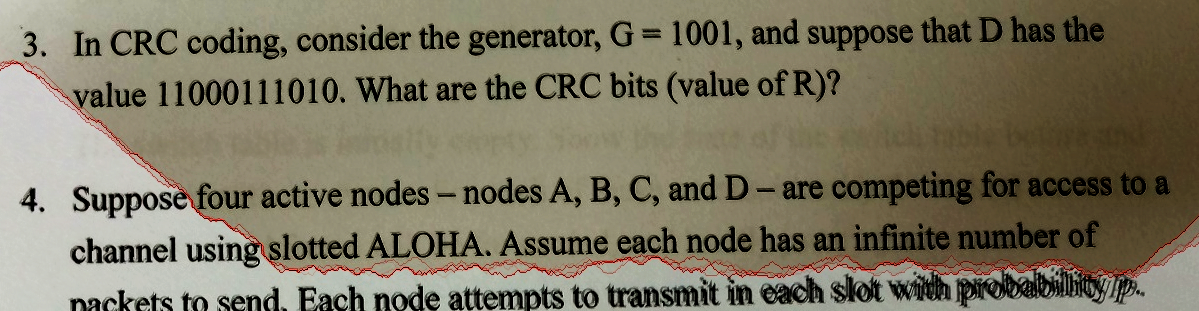 3. In CRC coding, consider the generator, G = 1001, and suppose that D has the
value 11000111010. What are the CRC bits (value of R)?
4. Suppose four active nodes – nodes A, B, C, and D – are competing for access to a
channel using slotted ALOHA. Assume each node has an infinite number of
packets to send. Each node attempts to transmit in each slot with probability p.